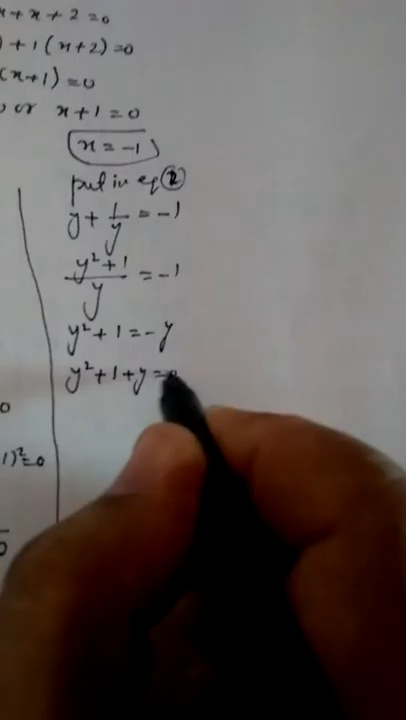 x + x + 2 = 0
) + 1 (x + 2) = 0
(x + 1) = 0
or x + 1 = 0
x = -1
put in eq ②
y + 1/y = -1
(y² + 1)/y = -1
y² + 1 = -y
y² + 1 + y =
0
1)² = 0
0